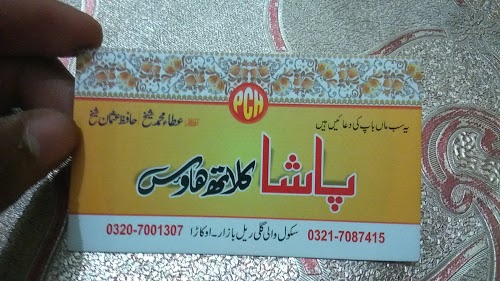 PCH
یہ سب ماں باپ کی دعائیں ہیں
عطاء محمد شیخ حافظ عثمان شیخ
پاشا کلاتھ ہاوس
0321-7087415 سکول والی گلی ریل بازار۔ اوکاڑا 0320-7001307